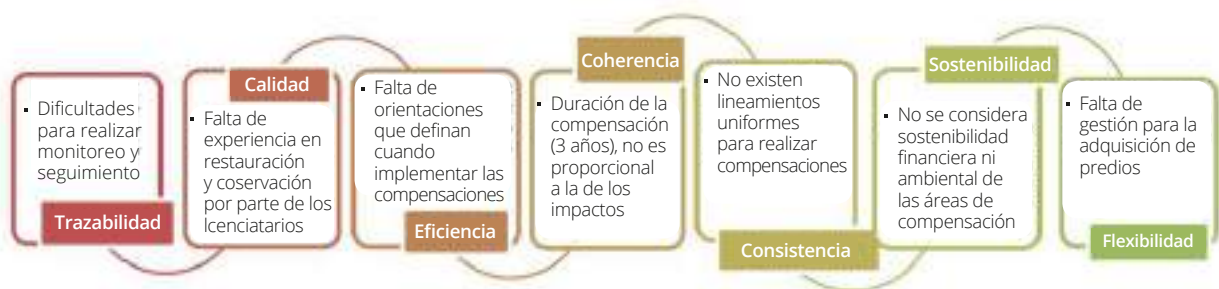 ▪ Dificultades
para realizar
monitoreo y
seguimiento
Trazabilidad
Calidad
▪ Falta de
experiencia en
restauración
y coservación
por parte de los
lcenciatarios
▪ Falta de
orientaciones
que definan
cuando
implementar las
compensaciones
Eficiencia
Coherencia
▪ Duración de la
compensación
(3 años), no es
proporcional
a la de los
impactos
▪ No existen
lineamientos
uniformes
para realizar
compensaciones
Consistencia
Sostenibilidad
▪ No se considera
sostenibilidad
financiera ni
ambiental de
las áreas de
compensación
▪ Falta de
gestión para la
adquisición de
predios
Flexibilidad